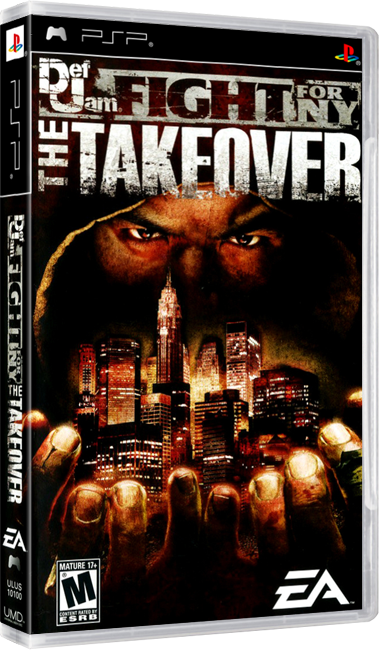 PSP
Def Jam FIGHT FOR NY
THE TAKEOVER
MATURE 17+
M
CONTENT RATED BY
ESRB
EA
PSP
Def Jam FIGHT FOR NY THE TAKEOVER
EA
ULUS
10100
UMD